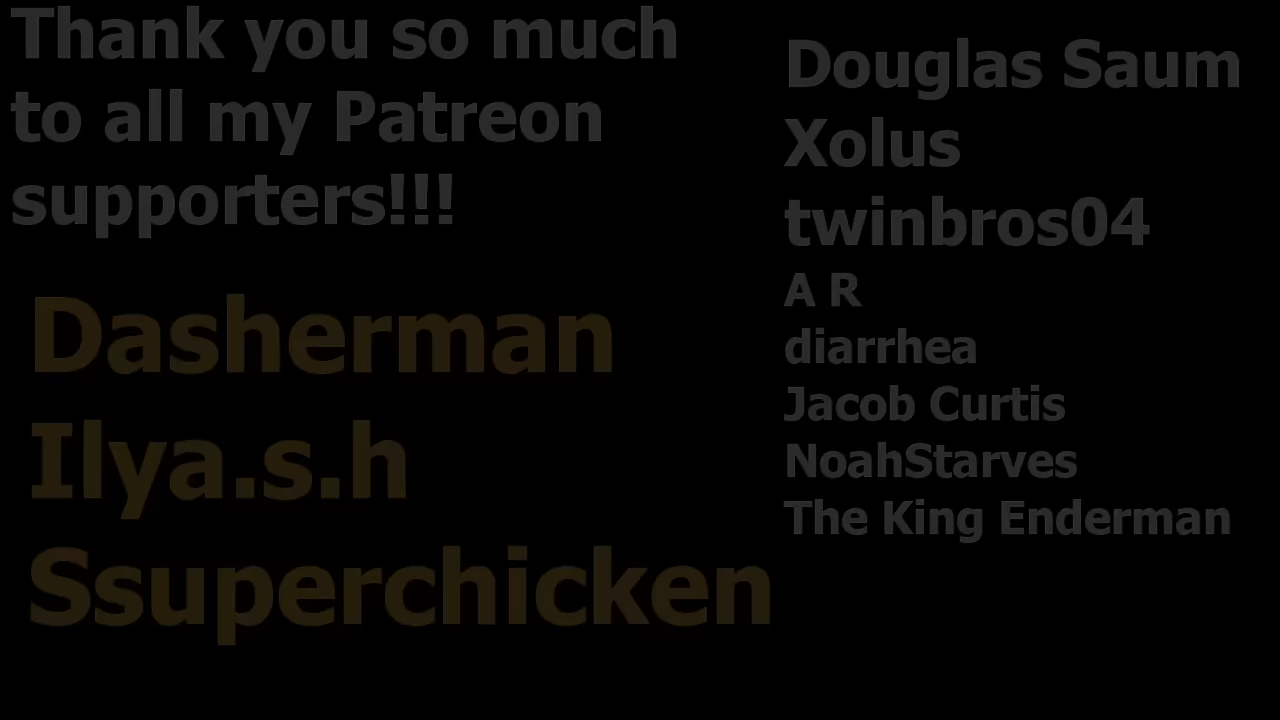 Thank you so much
to all my Patreon
supporters!!!
Dasherman
Ilya.s.h
Ssuperchicken
Douglas Saum
Xolus
twinbros04
A R
diarrhea
Jacob Curtis
NoahStarves
The King Enderman